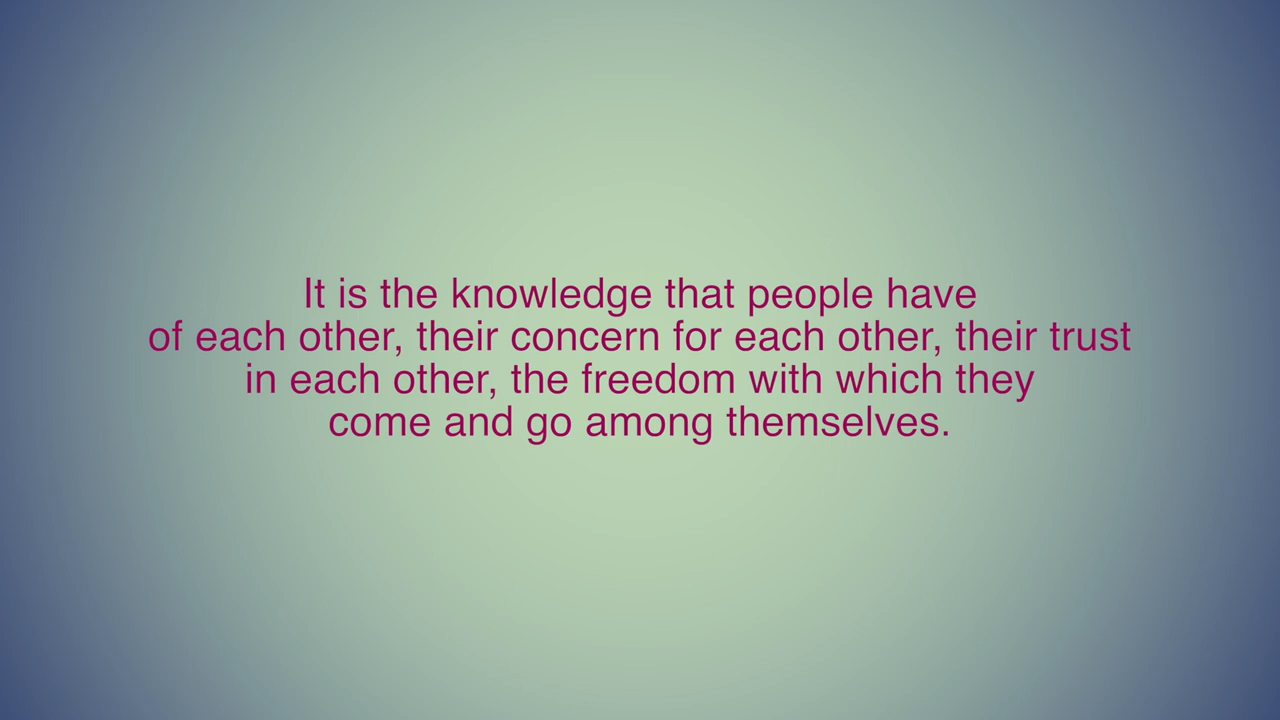 It is the knowledge that people have
of each other, their concern for each other, their trust
in each other, the freedom with which they
come and go among themselves.